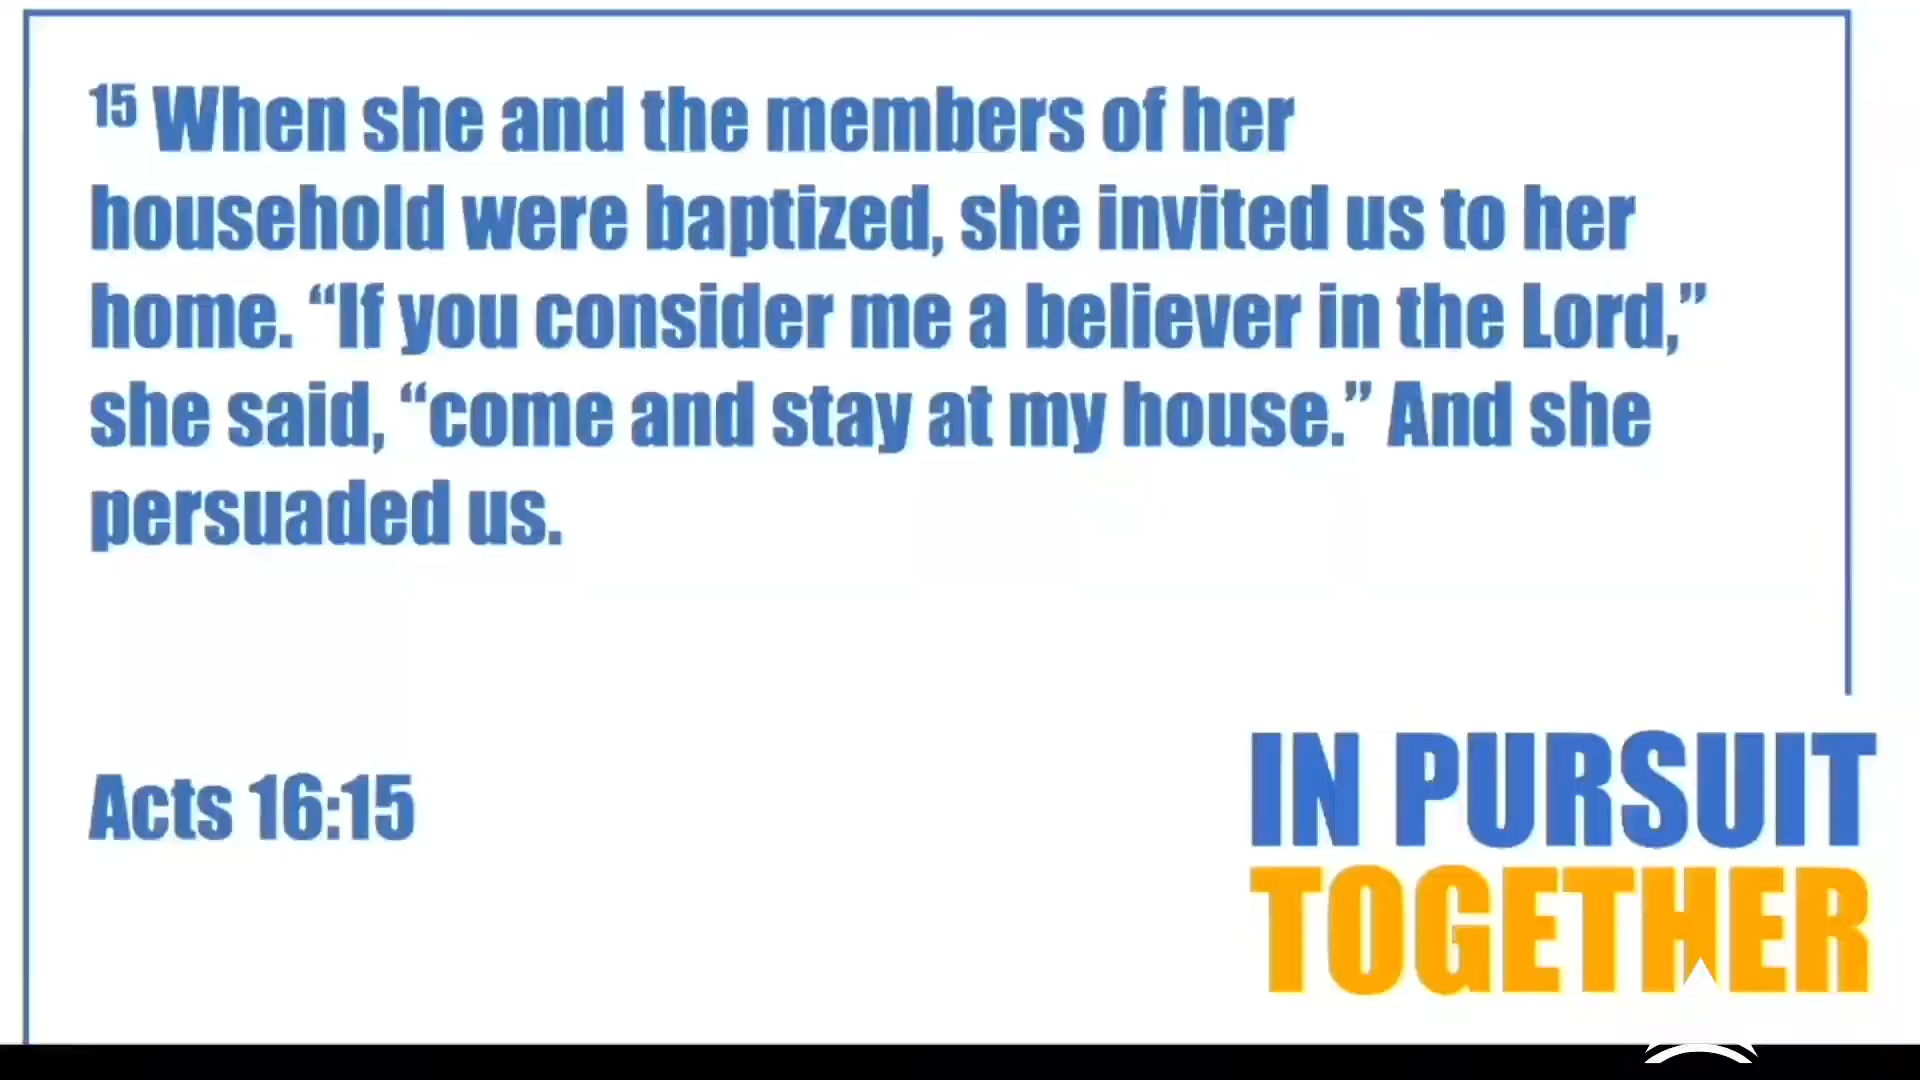 15 When she and the members of her
household were baptized, she invited us to her
home. “If you consider me a believer in the Lord,”
she said, “come and stay at my house.” And she
persuaded us.
Acts 16:15
IN PURSUIT
TOGETHER